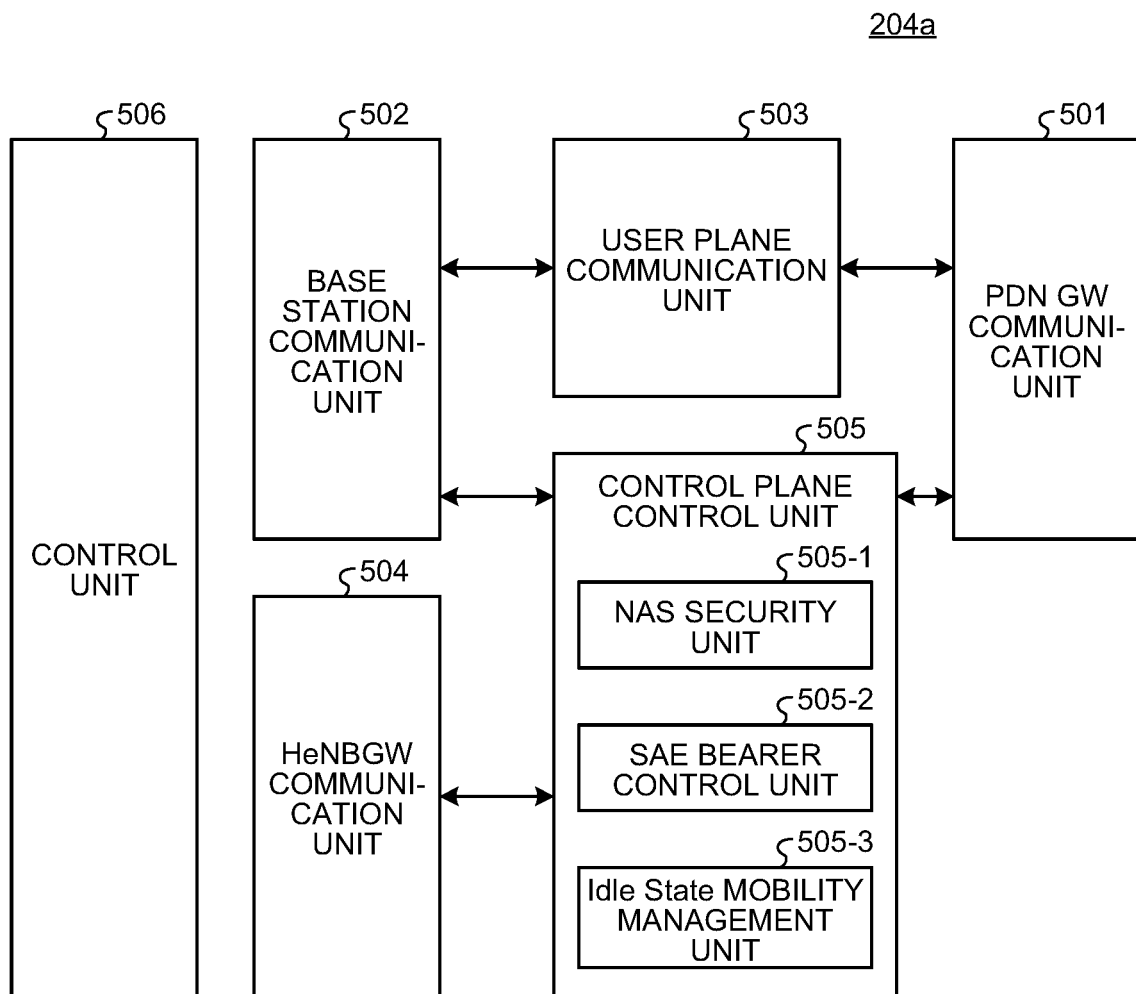 204a
506
502
503
501
CONTROL
UNIT
BASE
STATION
COMMUNI-
CATION
UNIT
USER PLANE
COMMUNICATION
UNIT
PDN GW
COMMUNI-
CATION
UNIT
504
HeNBGW
COMMUNI-
CATION
UNIT
505
CONTROL PLANE
CONTROL UNIT
505-1
NAS SECURITY
UNIT
505-2
SAE BEARER
CONTROL UNIT
505-3
Idle State MOBILITY
MANAGEMENT
UNIT